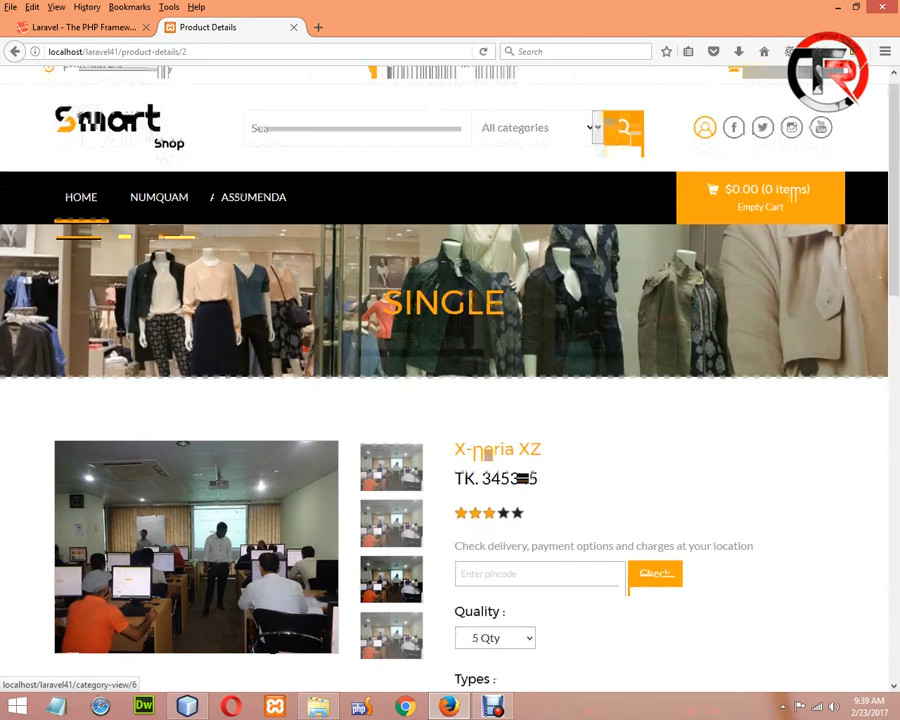 File Edit View History Bookmarks Tools Help
Laravel - The PHP Framew...
Product Details
localhost/laravel41/product-details/2
Search
TR
Smart
Shop
Sea
All categories
HOME NUMQUAM ASSUMENDA
$0.00 (0 items)
Empty Cart
SINGLE
TK.
Check delivery, payment options and charges at your location
Enter pincode
Check
Quality :
5 Qty
Types :
localhost/laravel41/category-view/6
9:39 AM
2/23/2017